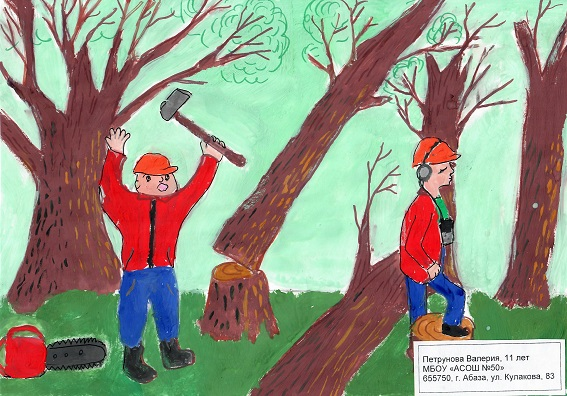 Петрунова Валерия, 11 лет
МБОУ «АСОШ №50»
655750, г. Абаза, ул. Кулакова, 83